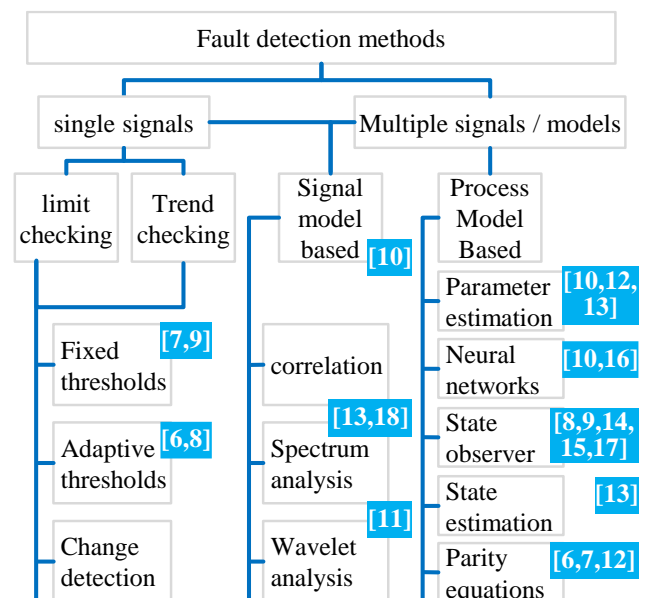 Fault detection methods
single signals
Multiple signals / models
limit
checking
Trend
checking
Signal
model
based
[10]
Process
Model
Based
Fixed
thresholds
[7,9]
Adaptive
thresholds
[6,8]
Change
detection
correlation
Spectrum
analysis
[13,18]
Wavelet
analysis
[11]
Parameter
estimation
[10,12,
13]
Neural
networks
[10,16]
State
observer
[8,9,14,
15,17]
State
estimation
[13]
Parity
equations
[6,7,12]